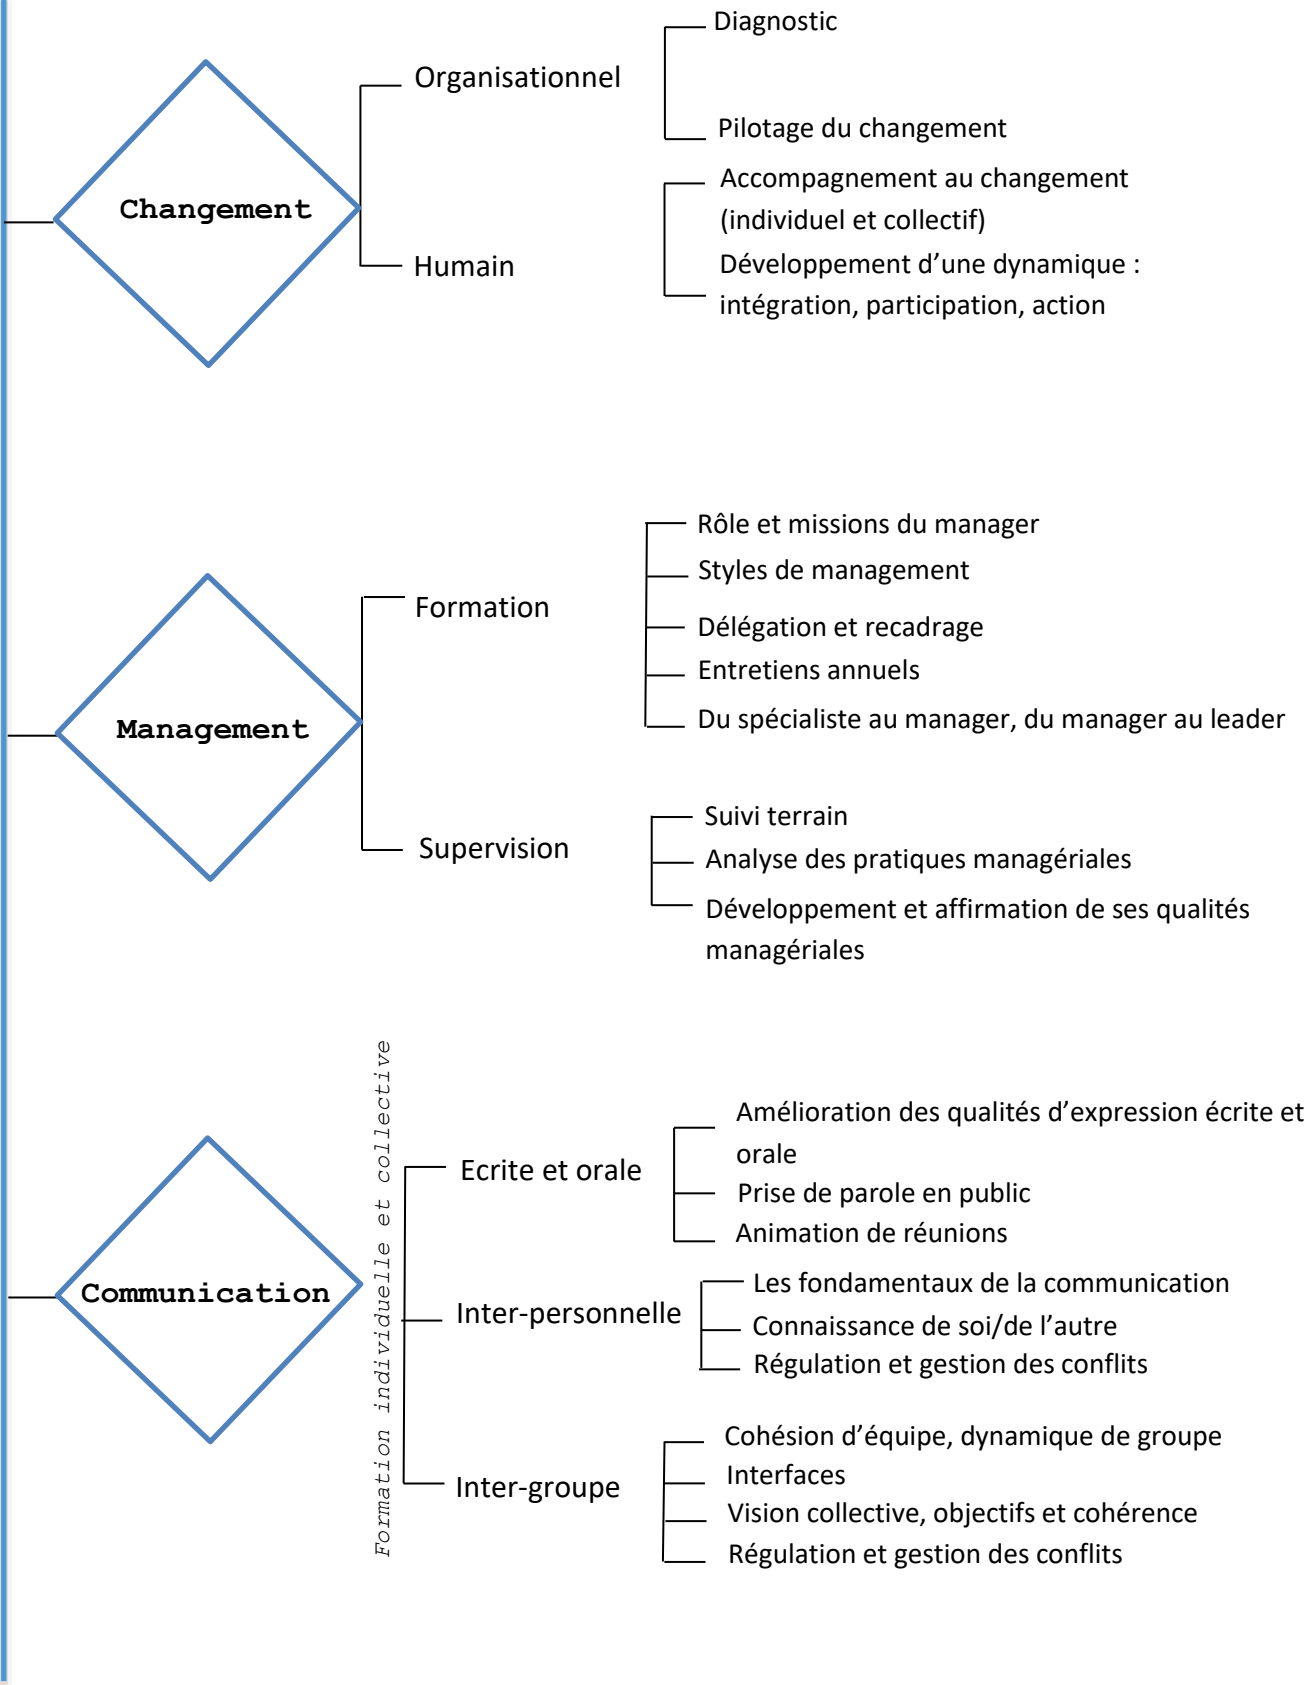 Changement
Organisationnel
Diagnostic
Pilotage du changement
Humain
Accompagnement au changement
(individuel et collectif)
Développement d’une dynamique :
intégration, participation, action
Management
Formation
Rôle et missions du manager
Styles de management
Délégation et recadrage
Entretiens annuels
Du spécialiste au manager, du manager au leader
Supervision
Suivi terrain
Analyse des pratiques managériales
Développement et affirmation de ses qualités
managériales
Communication
Formation individuelle et collective
Ecrite et orale
Amélioration des qualités d’expression écrite et
orale
Prise de parole en public
Animation de réunions
Inter-personnelle
Les fondamentaux de la communication
Connaissance de soi/de l’autre
Régulation et gestion des conflits
Inter-groupe
Cohésion d’équipe, dynamique de groupe
Interfaces
Vision collective, objectifs et cohérence
Régulation et gestion des conflits